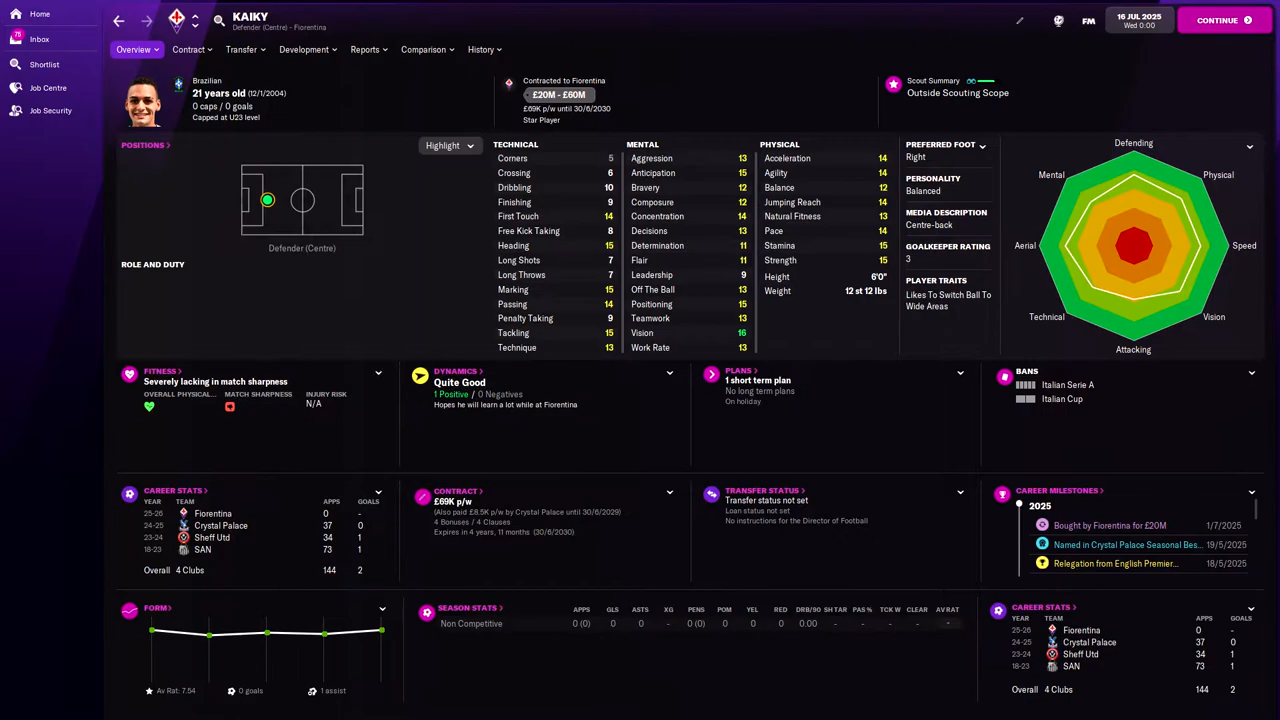 Home
75
Inbox
Shortlist
Job Centre
Job Security
KAIKY
Defender (Centre) - Fiorentina
FM
16 JUL 2025
Wed 0:00
CONTINUE
Overview
Contract
Transfer
Development
Reports
Comparison
History
Brazilian
21 years old (12/1/2004)
0 caps / 0 goals
Capped at U23 level
Contracted to Fiorentina
£20M - £60M
£69K p/w until 30/6/2030
Star Player
Scout Summary
Outside Scouting Scope
POSITIONS >
Highlight
Defender (Centre)
ROLE AND DUTY
TECHNICAL
Corners 5
Crossing 6
Dribbling 10
Finishing 9
First Touch 14
Free Kick Taking 8
Heading 15
Long Shots 7
Long Throws 7
Marking 15
Passing 14
Penalty Taking 9
Tackling 15
Technique 13
MENTAL
Aggression 13
Anticipation 15
Bravery 12
Composure 12
Concentration 14
Decisions 13
Determination 11
Flair 11
Leadership 9
Off The Ball 13
Positioning 15
Teamwork 13
Vision 16
Work Rate 13
PHYSICAL
Acceleration 14
Agility 14
Balance 12
Jumping Reach 14
Natural Fitness 13
Pace 14
Stamina 15
Strength 15
Height 6'0"
Weight 12 st 12 lbs
PREFERRED FOOT
Right
PERSONALITY
Balanced
MEDIA DESCRIPTION
Centre-back
GOALKEEPER RATING
3
PLAYER TRAITS
Likes To Switch Ball To
Wide Areas
Defending
Mental
Physical
Aerial
Speed
Technical
Vision
Attacking
FITNESS >
Severely lacking in match sharpness
OVERALL PHYSICAL... MATCH SHARPNESS INJURY RISK
N/A
DYNAMICS >
Quite Good
1 Positive / 0 Negatives
Hopes he will learn a lot while at Fiorentina
PLANS >
1 short term plan
No long term plans
On holiday
BANS
Italian Serie A
Italian Cup
CAREER STATS >
YEAR TEAM APPS GOALS
25-26 Fiorentina 0 -
24-25 Crystal Palace 37 0
23-24 Sheff Utd 34 1
18-23 SAN 73 1
Overall 4 Clubs 144 2
CONTRACT >
£69K p/w
(Also paid £8.5K p/w by Crystal Palace until 30/6/2029)
4 Bonuses / 4 Clauses
Expires in 4 years, 11 months (30/6/2030)
TRANSFER STATUS >
Transfer status not set
Loan status not set
No instructions for the Director of Football
CAREER MILESTONES >
2025
Bought by Fiorentina for £20M 1/7/2025
Named in Crystal Palace Seasonal Bes... 19/5/2025
Relegation from English Premier... 18/5/2025
FORM >
Av Rat: 7.54
0 goals
1 assist
SEASON STATS >
APPS GLS ASTS XG PENS POM YEL RED DRB/90 SH TAR PAS % TCK W CLEAR AV RAT
Non Competitive 0 (0) 0 0 - 0 (0) 0 0 0 0.00 - - - - -
CAREER STATS >
YEAR TEAM APPS GOALS
25-26 Fiorentina 0 -
24-25 Crystal Palace 37 0
23-24 Sheff Utd 34 1
18-23 SAN 73 1
Overall 4 Clubs 144 2